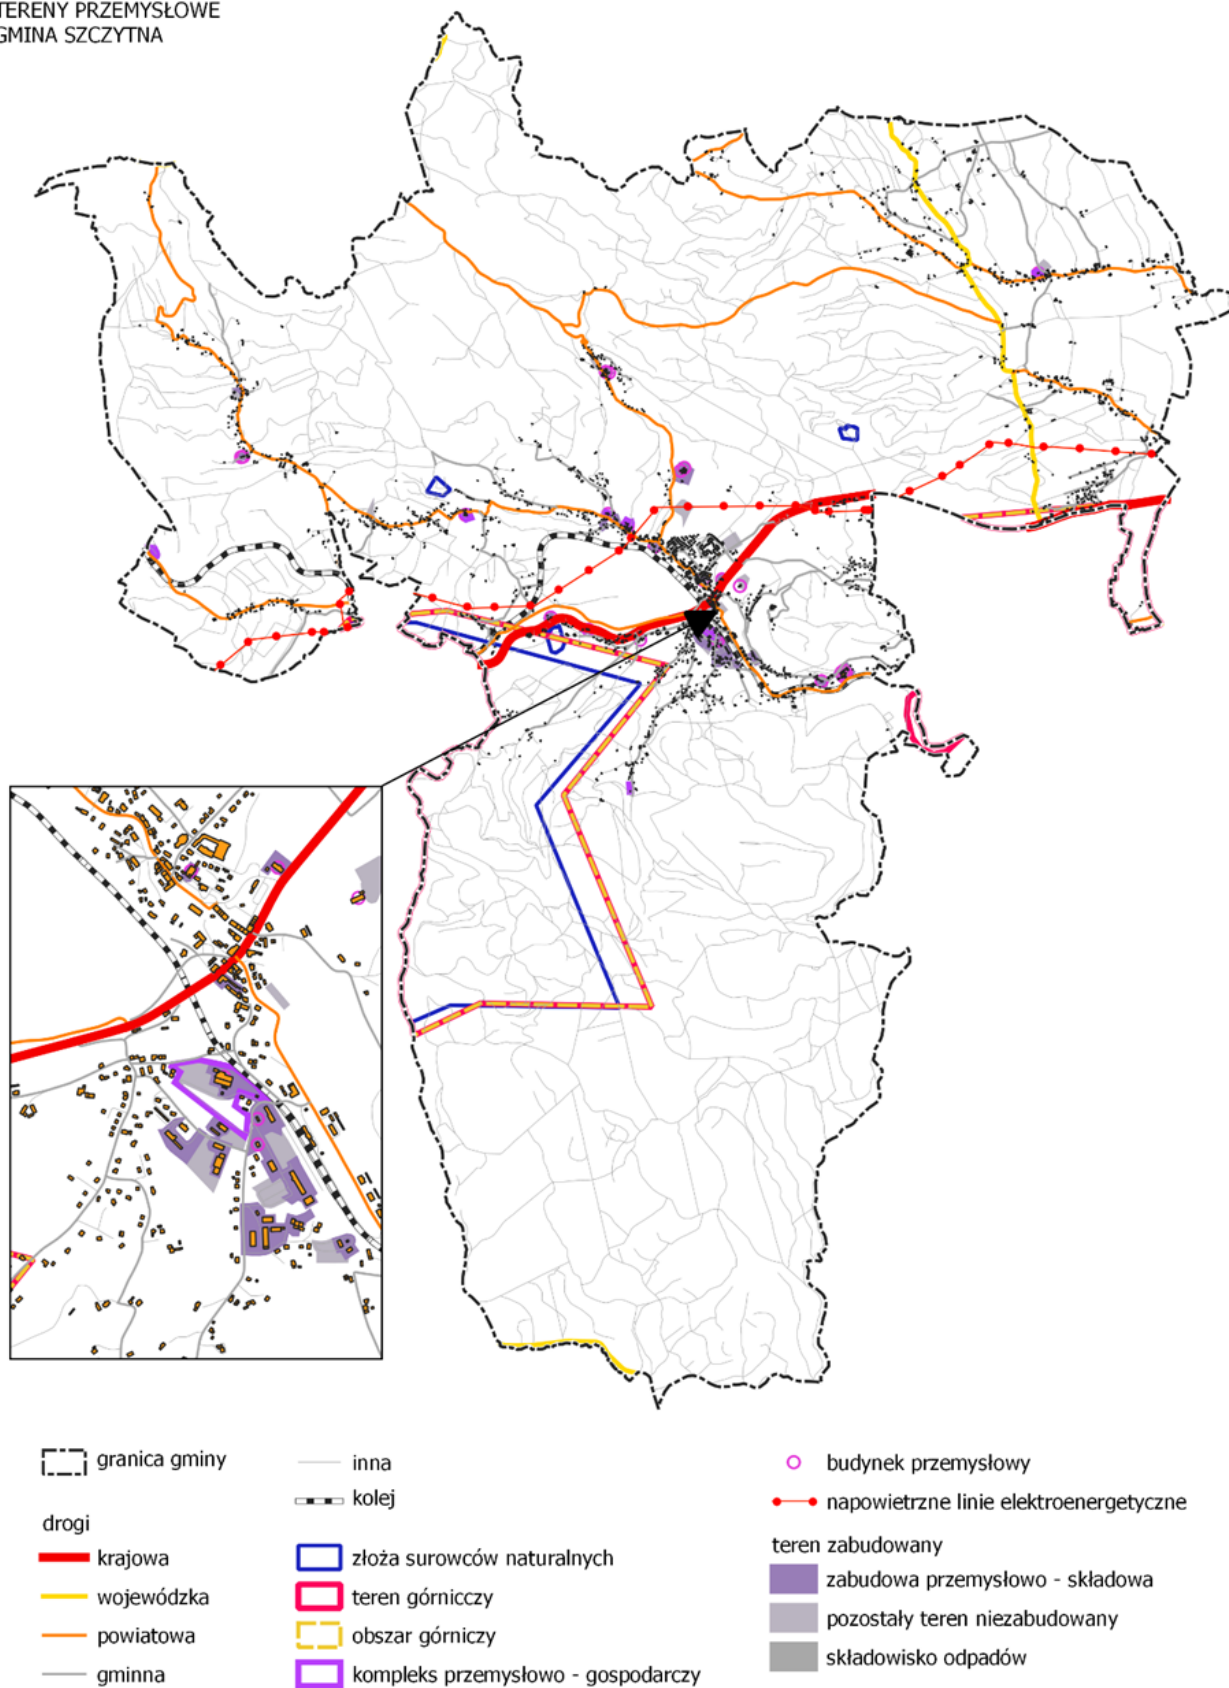 TERENY PRZEMYSŁOWE
GMINA SZCZYTNA
granica gminy
drogi
krajowa
wojewódzka
powiatowa
gminna
inna
kolej
złoża surowców naturalnych
teren górnicczy
obszar górniczy
kompleks przemysłowo - gospodarczy
budynek przemysłowy
napowietrzne linie elektroenergetyczne
teren zabudowany
zabudowa przemysłowo - składowa
pozostały teren niezabudowany
składowisko odpadów